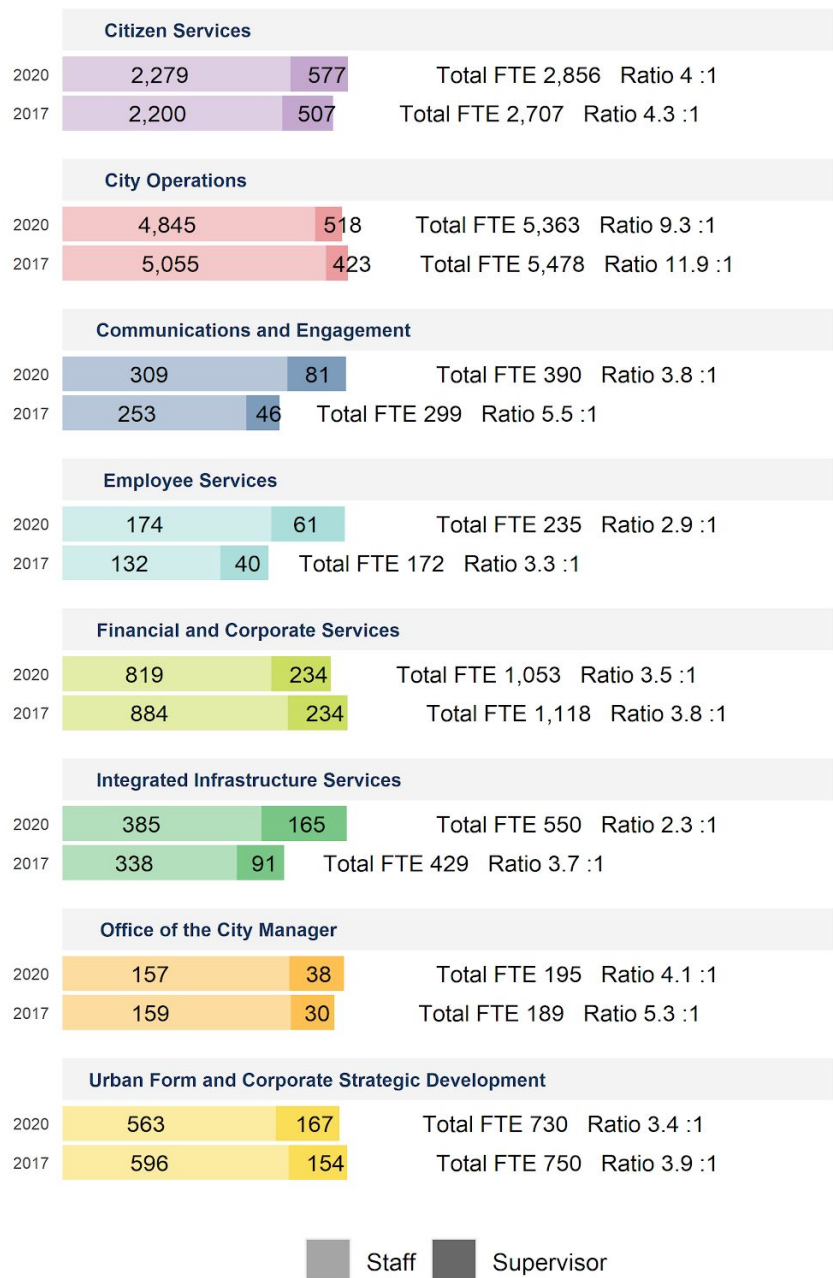 Citizen Services
2020 2,279 577 Total FTE 2,856 Ratio 4 :1
2017 2,200 507 Total FTE 2,707 Ratio 4.3 :1
City Operations
2020 4,845 518 Total FTE 5,363 Ratio 9.3 :1
2017 5,055 423 Total FTE 5,478 Ratio 11.9 :1
Communications and Engagement
2020 309 81 Total FTE 390 Ratio 3.8 :1
2017 253 46 Total FTE 299 Ratio 5.5 :1
Employee Services
2020 174 61 Total FTE 235 Ratio 2.9 :1
2017 132 40 Total FTE 172 Ratio 3.3 :1
Financial and Corporate Services
2020 819 234 Total FTE 1,053 Ratio 3.5 :1
2017 884 234 Total FTE 1,118 Ratio 3.8 :1
Integrated Infrastructure Services
2020 385 165 Total FTE 550 Ratio 2.3 :1
2017 338 91 Total FTE 429 Ratio 3.7 :1
Office of the City Manager
2020 157 38 Total FTE 195 Ratio 4.1 :1
2017 159 30 Total FTE 189 Ratio 5.3 :1
Urban Form and Corporate Strategic Development
2020 563 167 Total FTE 730 Ratio 3.4 :1
2017 596 154 Total FTE 750 Ratio 3.9 :1
Staff Supervisor